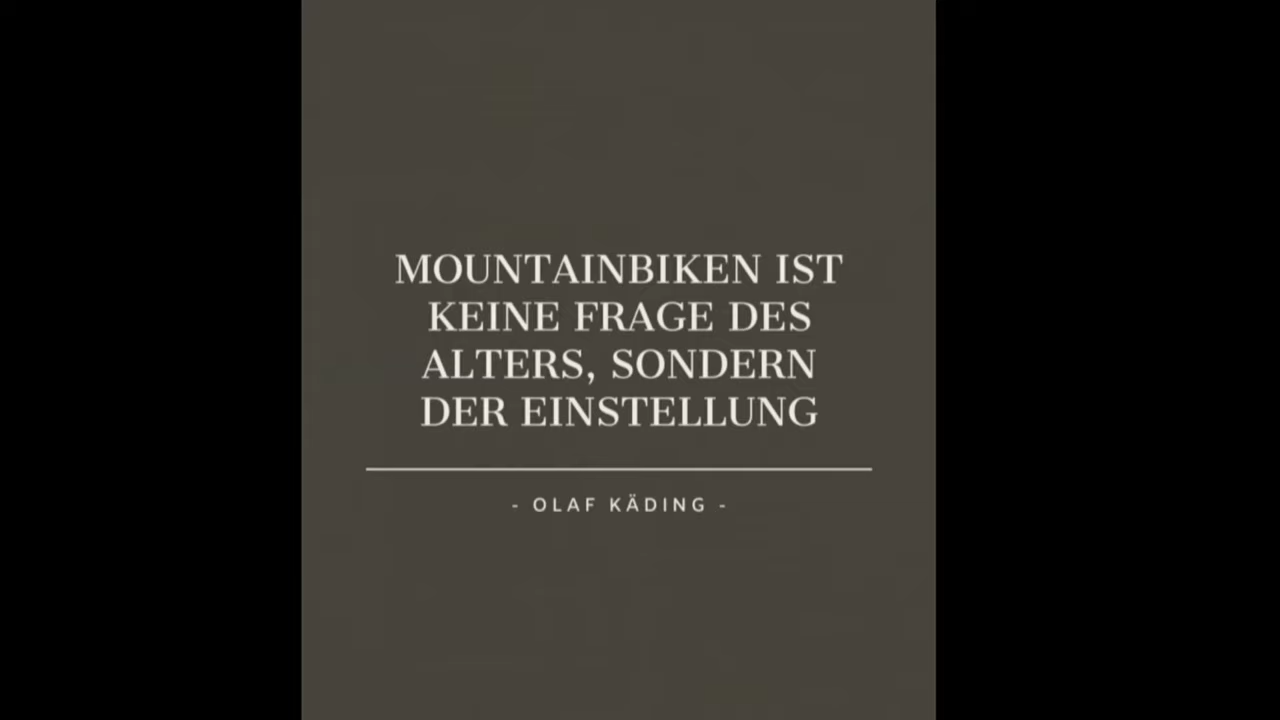 MOUNTAINBIKEN IST
KEINE FRAGE DES
ALTERS, SONDERN
DER EINSTELLUNG
- OLAF KÄDING -